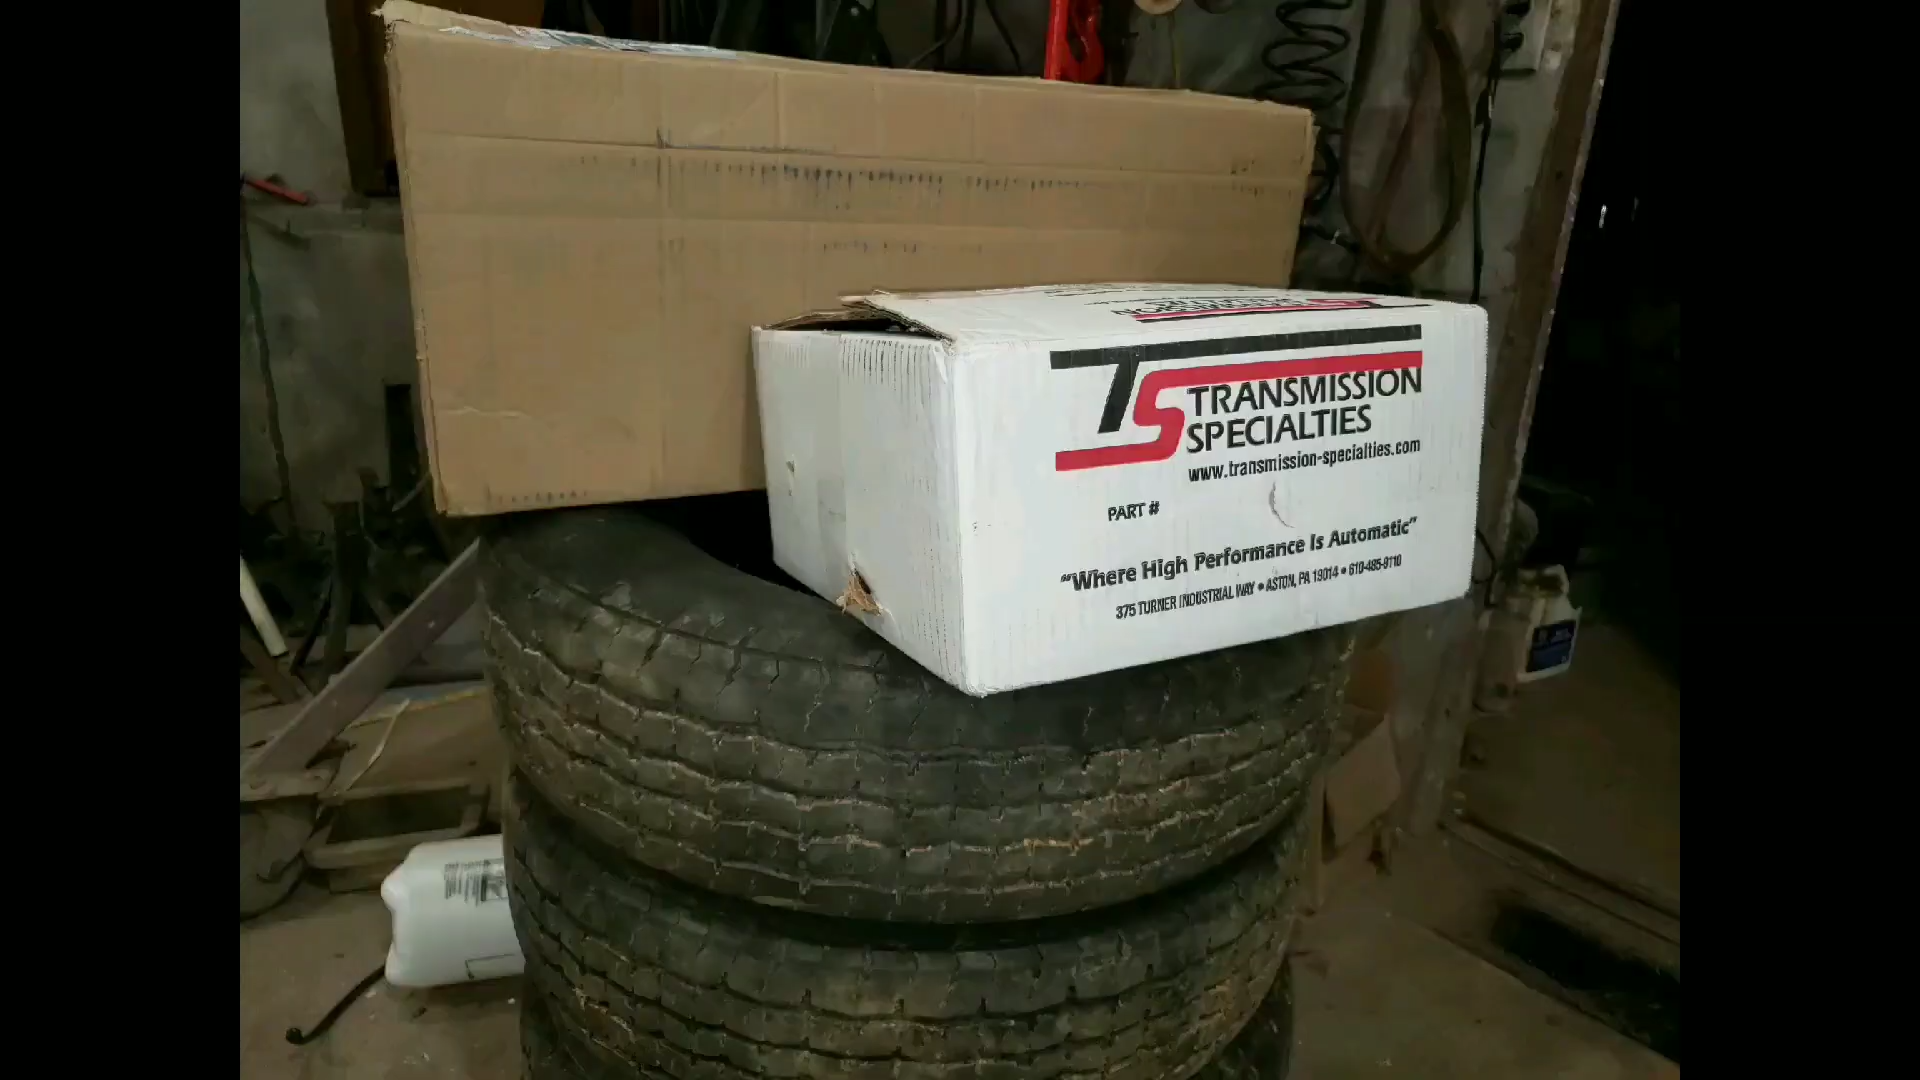 TS TRANSMISSION
SPECIALTIES
www.transmission-specialties.com
PART #
"Where High Performance Is Automatic"
375 TURNER INDUSTRIAL WAY • ASTON, PA 19014 • 610-485-9110